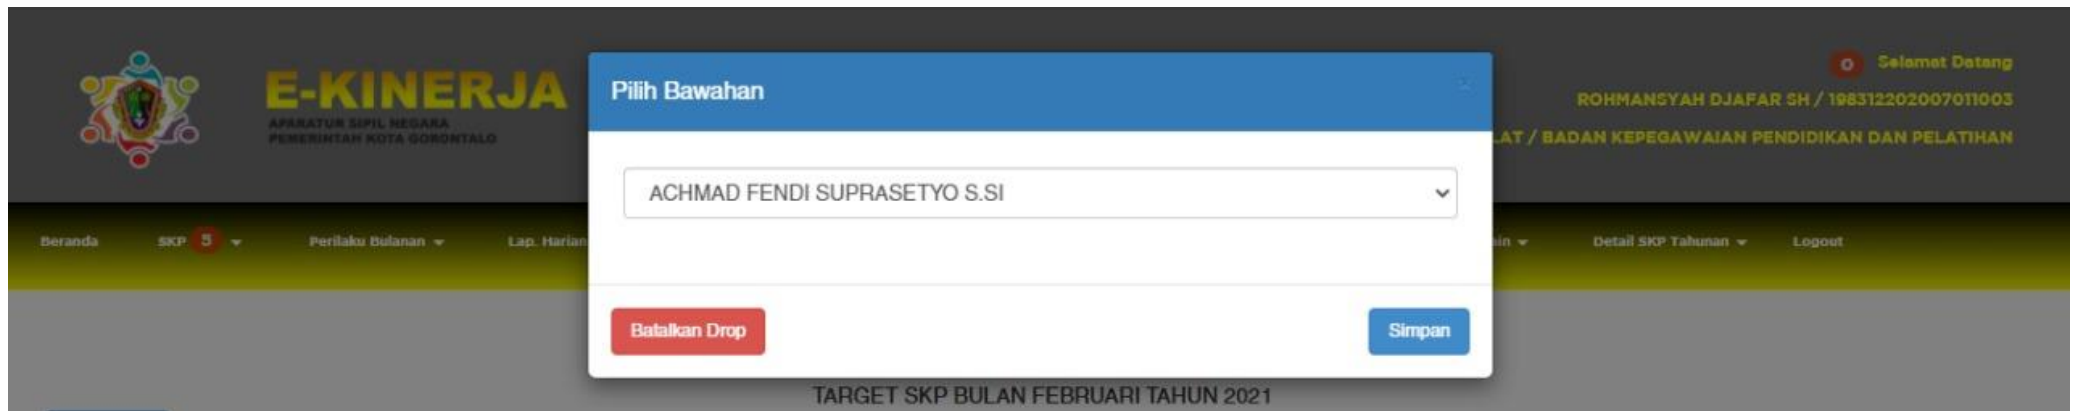 E-KINERJA
APARATUR SIPIL NEGARA
PEMERINTAH KOTA GORONTALO
Pilih Bawahan
×
0 Selamat Datang
ROHMANSYAH DJAFAR SH / 198312202007011003
LAT / BADAN KEPEGAWAIAN PENDIDIKAN DAN PELATIHAN
ACHMAD FENDI SUPRASETYO S.SI
Beranda SKP 5 Perilaku Bulanan Lap. Harian ain Detail SKP Tahunan Logout
Batalkan Drop Simpan
TARGET SKP BULAN FEBRUARI TAHUN 2021